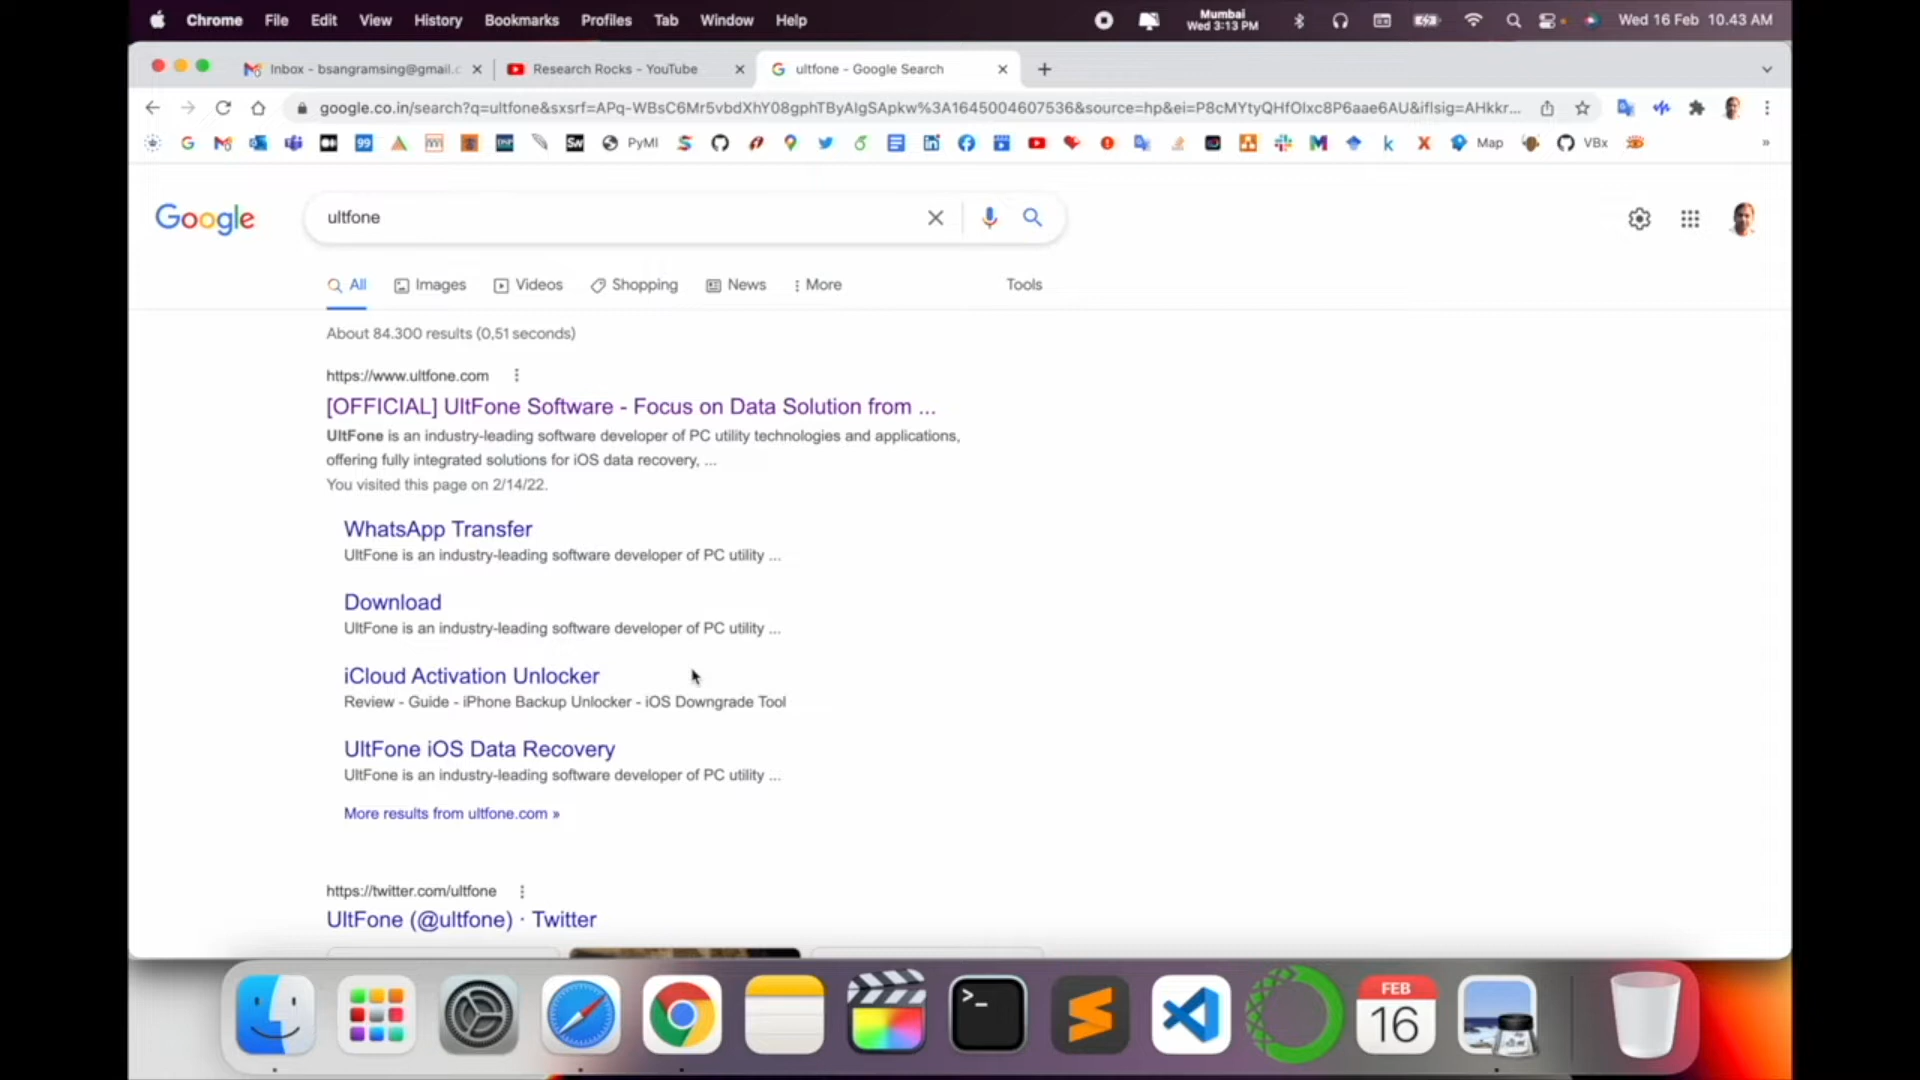 Chrome File Edit View History Bookmarks Profiles Tab Window Help Mumbai Wed 3:13 PM Wed 16 Feb 10.43 AM
Inbox - bsangramsing@gmail.c Research Rocks - YouTube ultfone - Google Search
google.co.in/search?q=ultfone&sxsrf=APq-WBsC6Mr5vbdXhY08gphTByAIgSApkw%3A1645004607536&source=hp&ei=P8cMYtyQHfOIxc8P6aae6AU&iflsig=AHkkr...
99 m DSP SW PyMI k X Map VBx »
Google ultfone
All Images Videos Shopping News More Tools
About 84.300 results (0,51 seconds)
https://www.ultfone.com
[OFFICIAL] UltFone Software - Focus on Data Solution from ...
UltFone is an industry-leading software developer of PC utility technologies and applications,
offering fully integrated solutions for iOS data recovery, ...
You visited this page on 2/14/22.
WhatsApp Transfer
UltFone is an industry-leading software developer of PC utility ...
Download
UltFone is an industry-leading software developer of PC utility ...
iCloud Activation Unlocker
Review - Guide - iPhone Backup Unlocker - iOS Downgrade Tool
UltFone iOS Data Recovery
UltFone is an industry-leading software developer of PC utility ...
More results from ultfone.com »
https://twitter.com/ultfone
UltFone (@ultfone) · Twitter
FEB
16